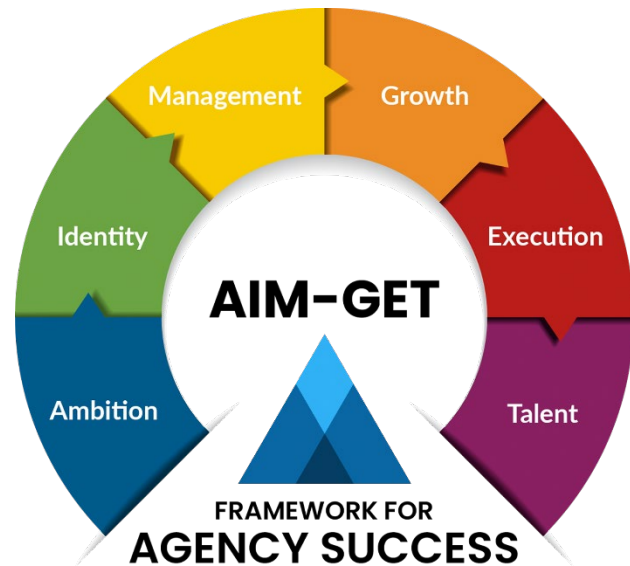 Management
Growth
Identity
Execution
AIM-GET
Ambition
Talent
FRAMEWORK FOR
AGENCY SUCCESS